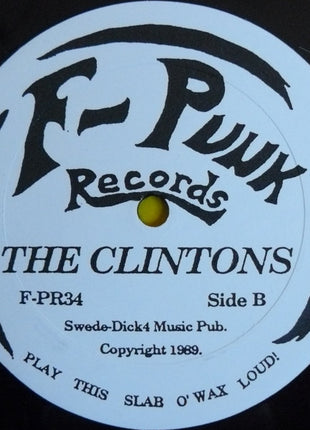 F-Punk
Records
THE CLINTONS
F-PR34 Side B
Swede-Dick4 Music Pub.
Copyright 1989.
PLAY THIS SLAB O'WAX LOUD!